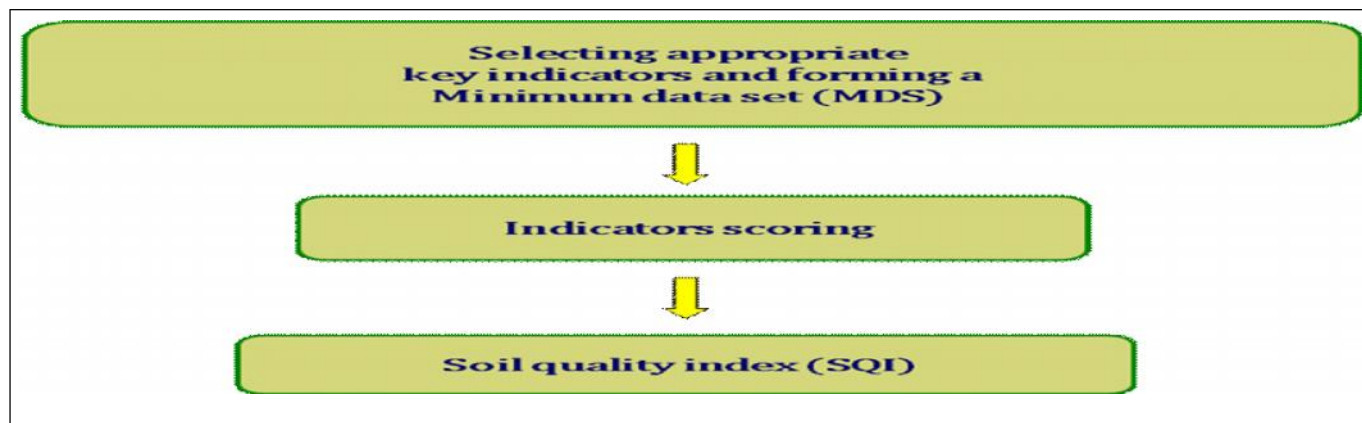 Selecting appropriate
key indicators and forming a
Minimum data set (MDS)
Indicators scoring
Soil quality index (SQI)